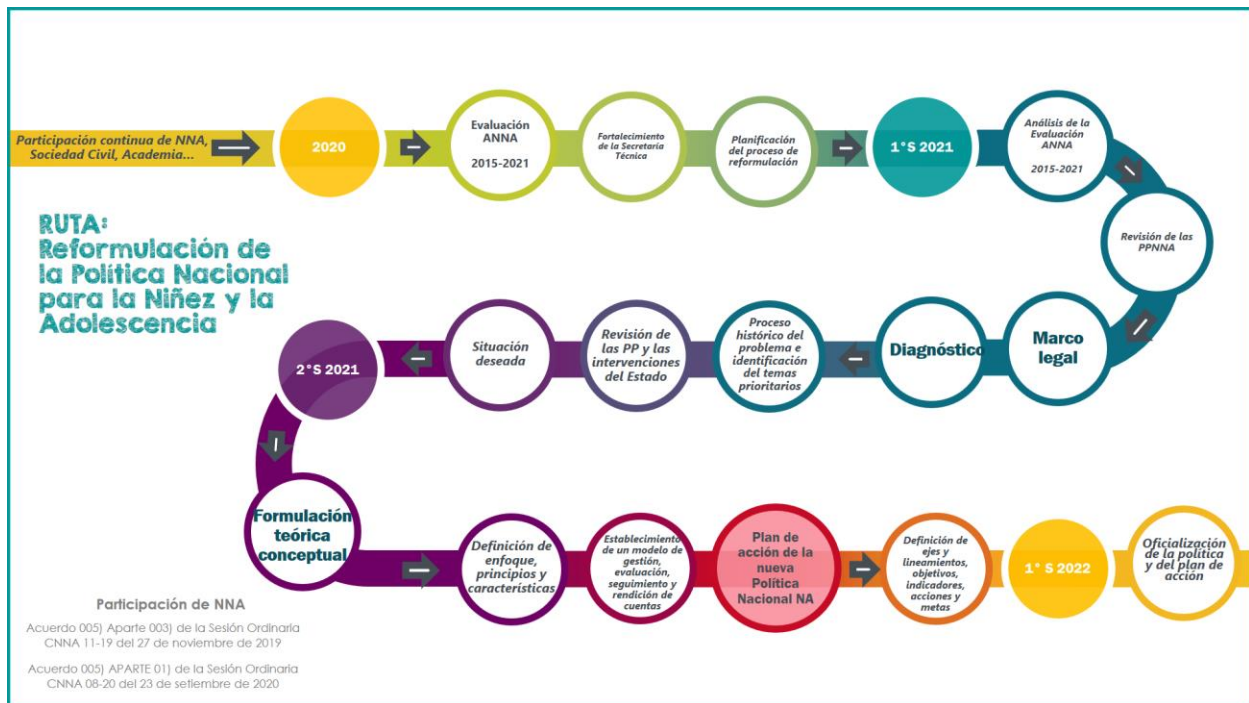 Participación continua de NNA,
Sociedad Civil, Academia...
2020
Evaluación
ANNA
2015-2021
Fortalecimiento
de la Secretaría
Técnica
Planificación
del proceso de
reformulación
1°S 2021
Análisis de la
Evaluación
ANNA
2015-2021
Revisión de las
PPNNA
RUTA:
Reformulación de
la Política Nacional
para la Niñez y la
Adolescencia
Marco
legal
Diagnóstico
Proceso
histórico del
problema e
identificación
del temas
prioritarios
Revisión de
las PP y las
intervenciones
del Estado
Situación
deseada
2°S 2021
Formulación
teórica
conceptual
Definición de
enfoque,
principios y
características
Establecimiento
de un modelo de
gestión,
evaluación,
seguimiento y
rendición de
cuentas
Plan de
acción de la
nueva
Política
Nacional NA
Definición de
ejes y
lineamientos,
objetivos,
indicadores,
acciones y
metas
1° S 2022
Oficialización
de la política
y del plan de
acción
Participación de NNA
Acuerdo 005) Aparte 003) de la Sesión Ordinaria
CNNA 11-19 del 27 de noviembre de 2019
Acuerdo 005) APARTE 01) de la Sesión Ordinaria
CNNA 08-20 del 23 de setiembre de 2020